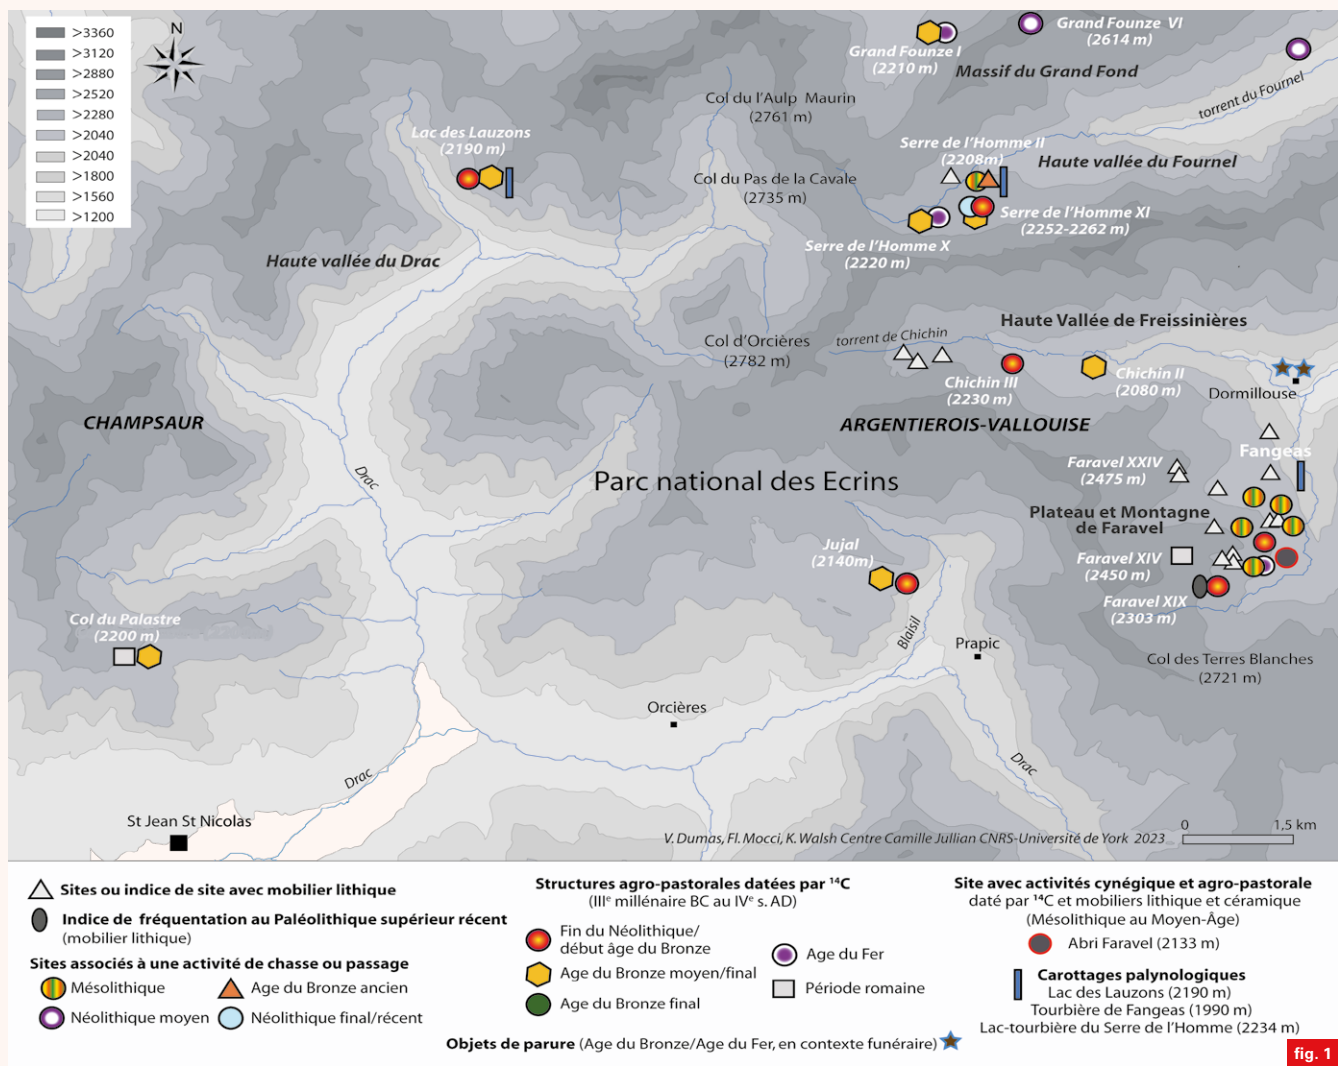 >3360
>3120
>2880
>2520
>2280
>2040
>2040
>1800
>1560
>1200
N
Grand Founze I
(2210 m)
Grand Founze VI
(2614 m)
Massif du Grand Fond
torrent du Fournel
Col du l'Aulp Maurin
(2761 m)
Lac des Lauzons
(2190 m)
Serre de l'Homme II
(2208m)
Haute vallée du Fournel
Col du Pas de la Cavale
(2735 m)
Serre de l'Homme XI
(2252-2262 m)
Serre de l'Homme X
(2220 m)
Haute vallée du Drac
Haute Vallée de Freissinières
torrent de Chichin
Col d'Orcières
(2782 m)
Chichin III
(2230 m)
Chichin II
(2080 m)
Dormillouse
CHAMPSAUR
ARGENTIEROIS-VALLOUISE
Fangeas
Drac
Parc national des Ecrins
Faravel XXIV
(2475 m)
Plateau et Montagne
de Faravel
Jujal
(2140m)
Faravel XIV
(2450 m)
Faravel XIX
(2303 m)
Col du Palastre
(2200 m)
Blaisil
Prapic
Col des Terres Blanches
(2721 m)
Orcières
Drac
Drac
St Jean St Nicolas
V. Dumas, Fl. Mocci, K. Walsh Centre Camille Jullian CNRS-Université de York 2023
0 1,5 km
Sites ou indice de site avec mobilier lithique
Indice de fréquentation au Paléolithique supérieur récent
(mobilier lithique)
Sites associés à une activité de chasse ou passage
Mésolithique
Age du Bronze ancien
Néolithique moyen
Néolithique final/récent
Structures agro-pastorales datées par ¹⁴C
(IIIᵉ millénaire BC au IVᵉ s. AD)
Fin du Néolithique/
début âge du Bronze
Age du Bronze moyen/final
Age du Bronze final
Age du Fer
Période romaine
Objets de parure (Age du Bronze/Age du Fer, en contexte funéraire)
Site avec activités cynégique et agro-pastorale
daté par ¹⁴C et mobiliers lithique et céramique
(Mésolithique au Moyen-Âge)
Abri Faravel (2133 m)
Carottages palynologiques
Lac des Lauzons (2190 m)
Tourbière de Fangeas (1990 m)
Lac-tourbière du Serre de l'Homme (2234 m)
fig. 1